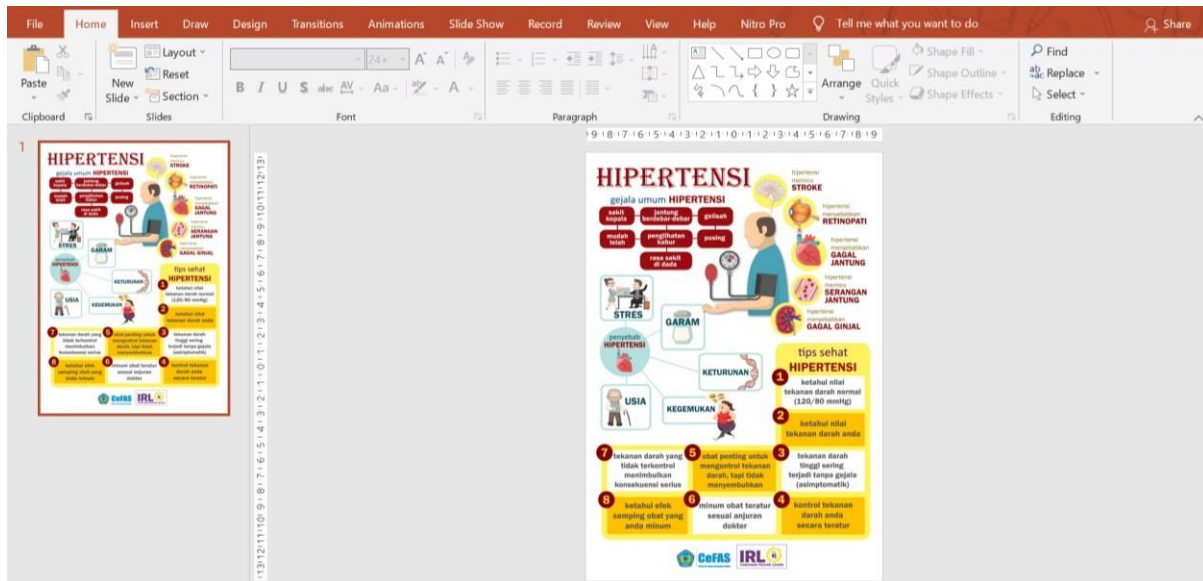 File Home Insert Draw Design Transitions Animations Slide Show Record Review View Help Nitro Pro Tell me what you want to do Share
Paste
New Slide
Layout
Reset
Section
24+
A A
B I U S abc AV Aa A
Arrange
Quick Styles
Shape Fill
Shape Outline
Shape Effects
Find
Replace
Select
Clipboard Slides Font Paragraph Drawing Editing
1
HIPERTENSI
gejala umum HIPERTENSI
sakit kepala
jantung berdebar-debar
gelisah
mudah lelah
penglihatan kabur
pusing
rasa sakit di dada
hipertensi
memicu
STROKE
hipertensi
menyebabkan
RETINOPATI
hipertensi
menyebabkan
GAGAL
JANTUNG
hipertensi
memicu
SERANGAN
JANTUNG
hipertensi
menyebabkan
GAGAL GINJAL
STRES
GARAM
penyebab
HIPERTENSI
KETURUNAN
USIA
KEGEMUKAN
tips sehat
HIPERTENSI
1
ketahui nilai
tekanan darah normal
(120/80 mmHg)
2
ketahui nilai
tekanan darah anda
3
tekanan darah
tinggi sering
terjadi tanpa gejala
(asimptomatik)
4
kontrol tekanan
darah anda
secara teratur
5
obat penting untuk
mengontrol tekanan
darah, tapi tidak
menyembuhkan
6
minum obat teratur
sesuai anjuran
dokter
7
tekanan darah yang
tidak terkontrol
menimbulkan
konsekuensi serius
8
ketahui efek
samping obat yang
anda minum
CeFAS IRL